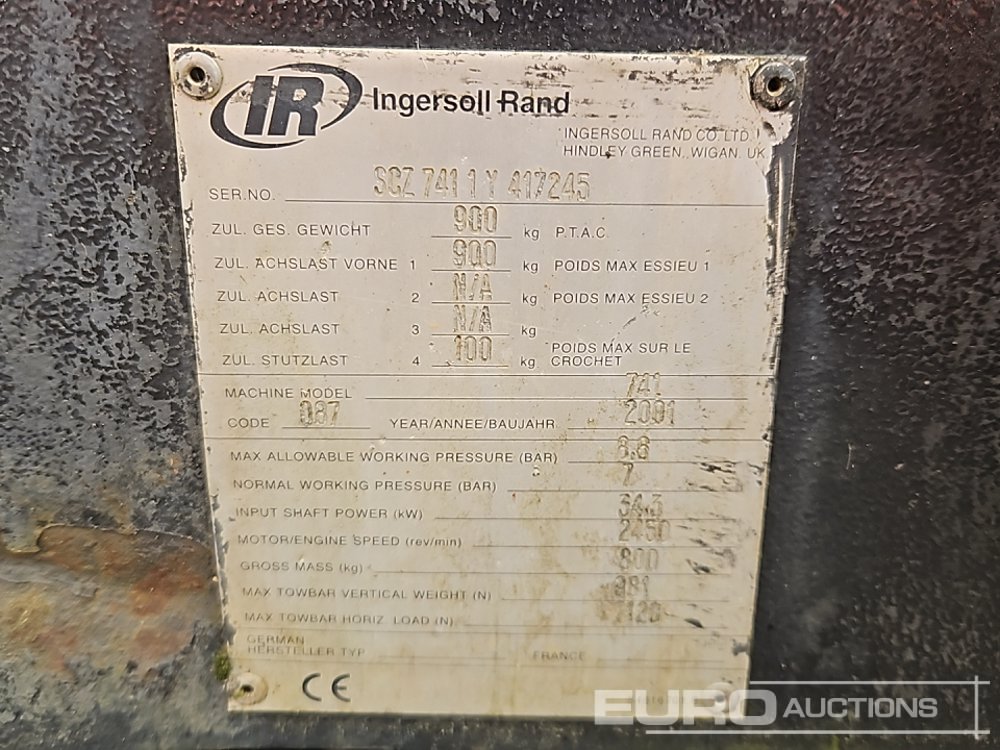 IR Ingersoll-Rand
INGERSOLL RAND CO. LTD.
HINDLEY GREEN, WIGAN. UK
SER.NO. SCZ 741 1 Y 417245
ZUL. GES. GEWICHT 900 kg P.T.A.C.
ZUL. ACHSLAST VORNE 1 900 kg POIDS MAX ESSIEU 1
ZUL. ACHSLAST 2 N/A kg POIDS MAX ESSIEU 2
ZUL. ACHSLAST 3 N/A kg
ZUL. STUTZLAST 4 100 kg POIDS MAX SUR LE
CROCHET
MACHINE MODEL 741
CODE 087 YEAR/ANNEE/BAUJAHR 2001
MAX ALLOWABLE WORKING PRESSURE (BAR) 8.6
NORMAL WORKING PRESSURE (BAR) 7
INPUT SHAFT POWER (kW) 34.3
MOTOR/ENGINE SPEED (rev/min) 2450
GROSS MASS (kg) 800
MAX TOWBAR VERTICAL WEIGHT (N) 981
MAX TOWBAR HORIZ. LOAD (N) 7120
GERMAN
HERSTELLER TYP FRANCE
CE
EURO AUCTIONS